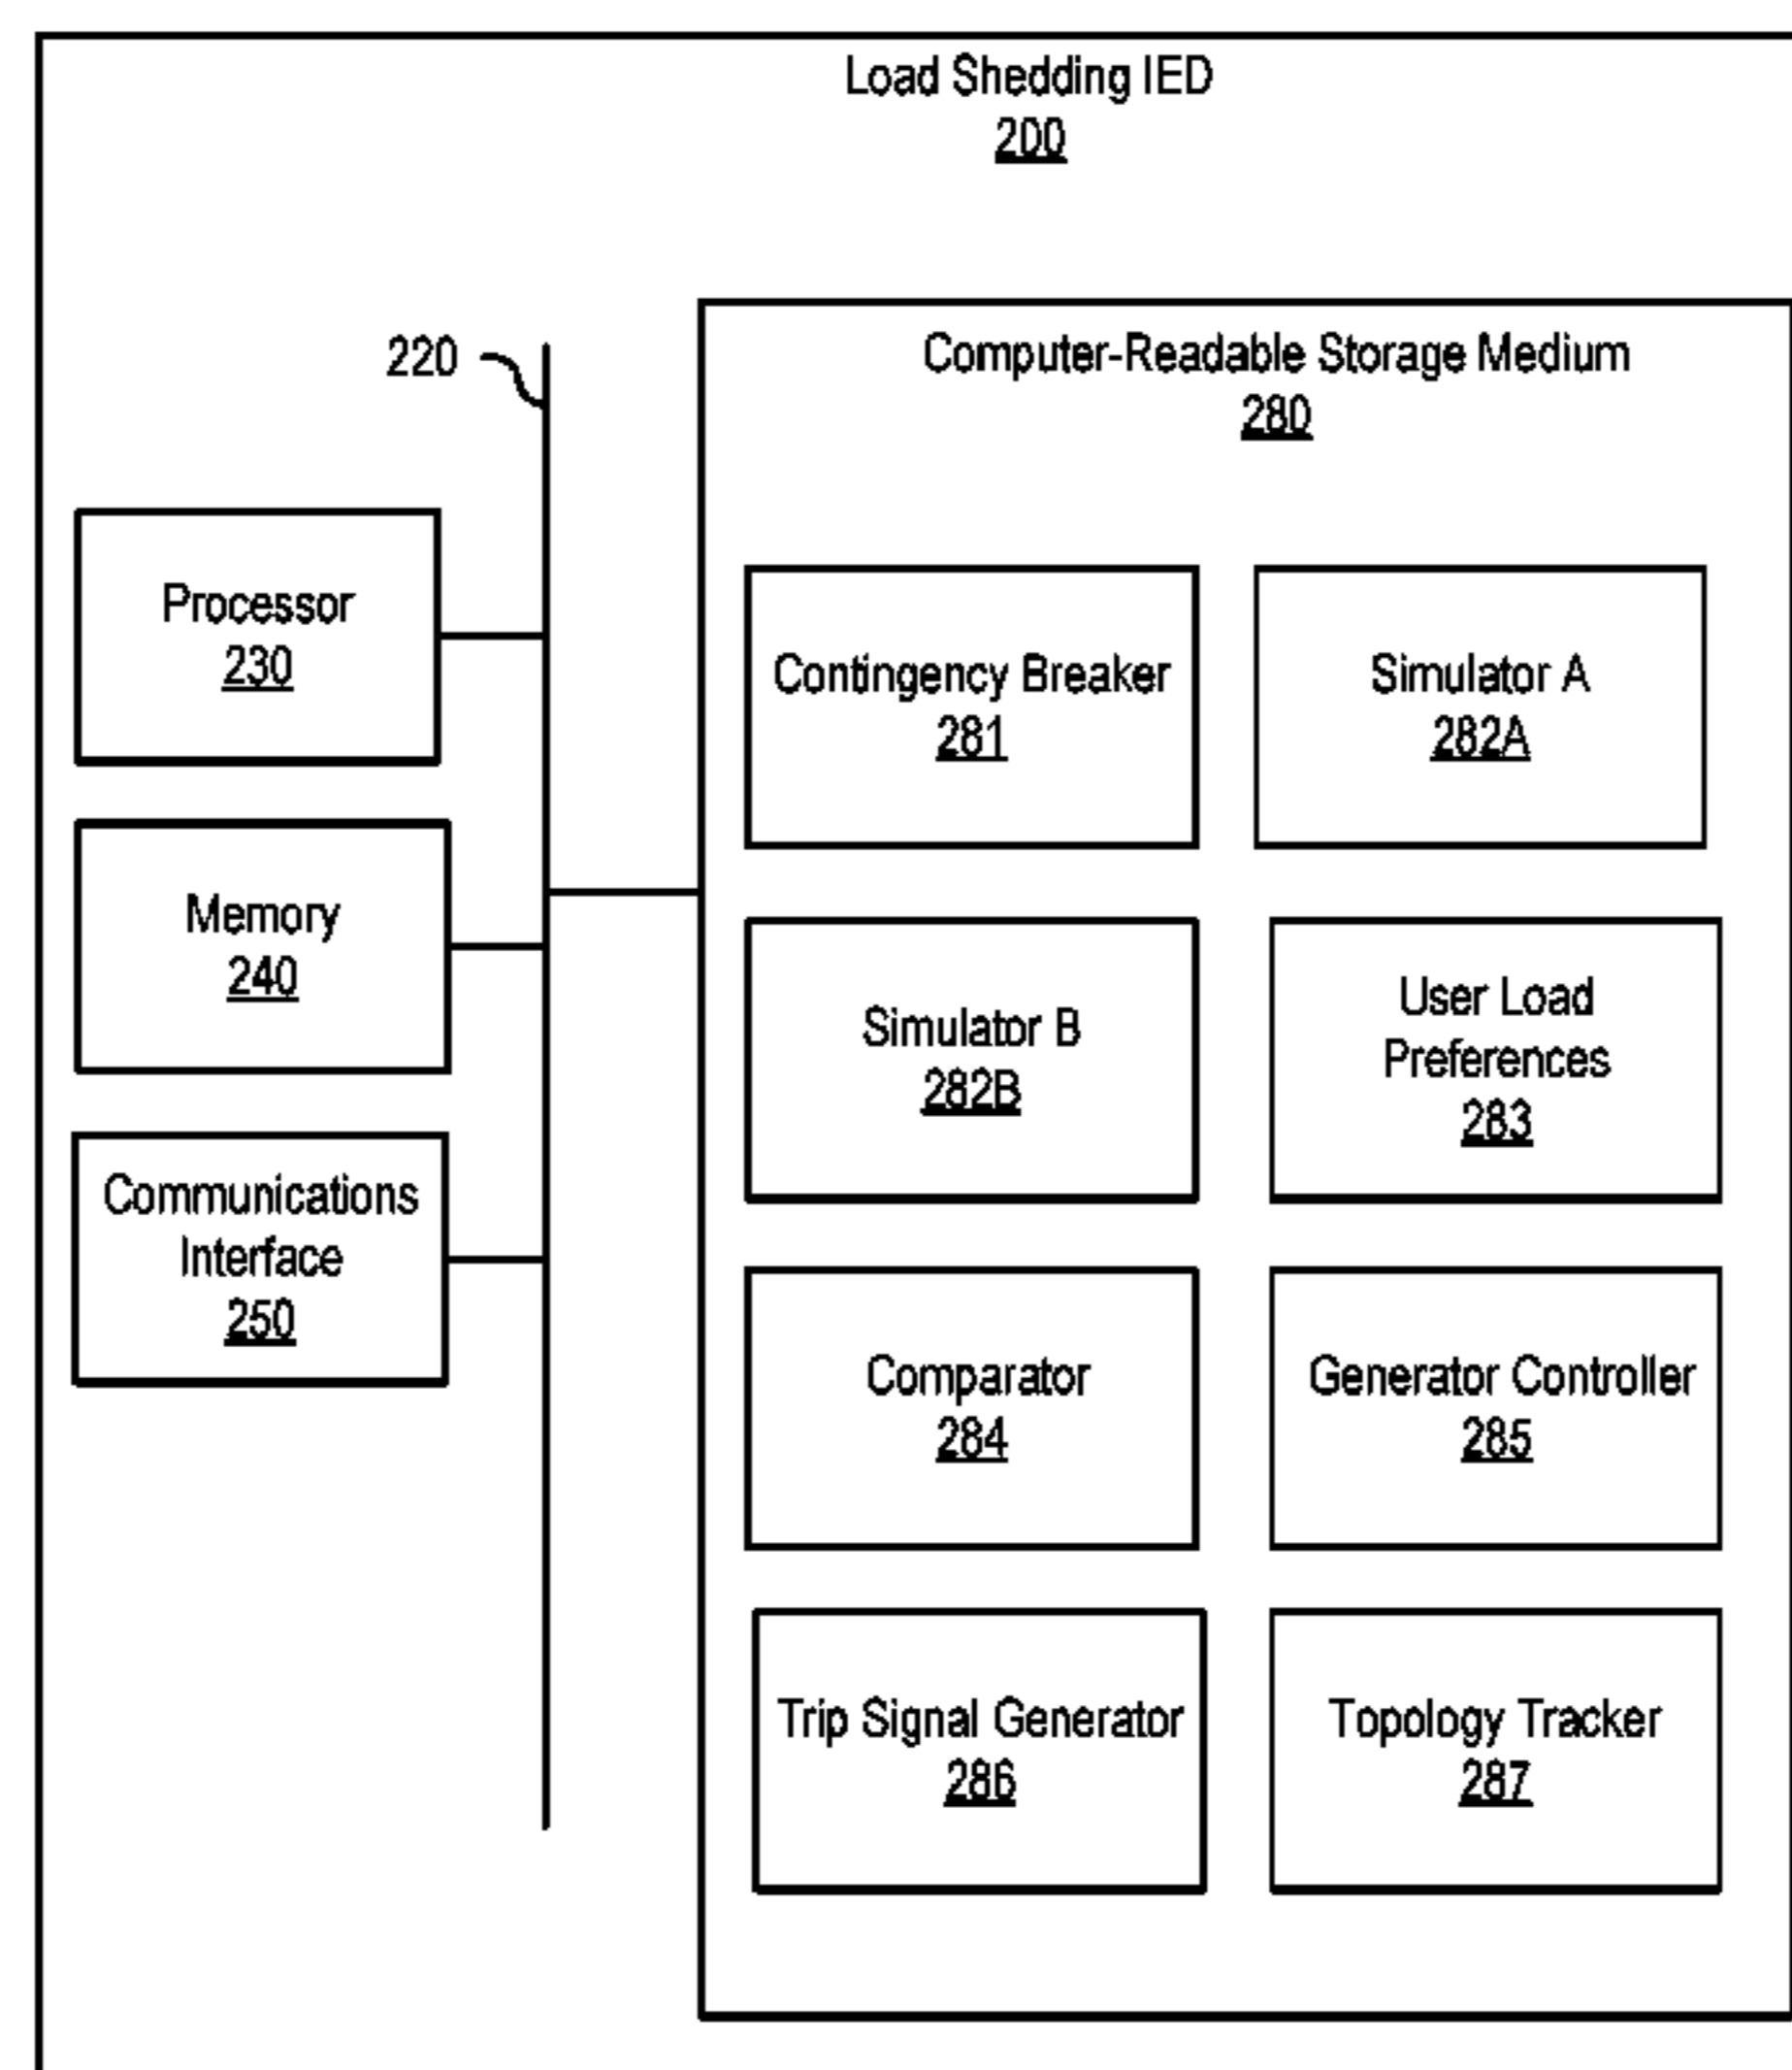 Load Shedding IED
200
220
Computer-Readable Storage Medium
280
Processor
230
Memory
240
Communications
Interface
250
Contingency Breaker
281
Simulator A
282A
Simulator B
282B
User Load
Preferences
283
Comparator
284
Generator Controller
285
Trip Signal Generator
286
Topology Tracker
287